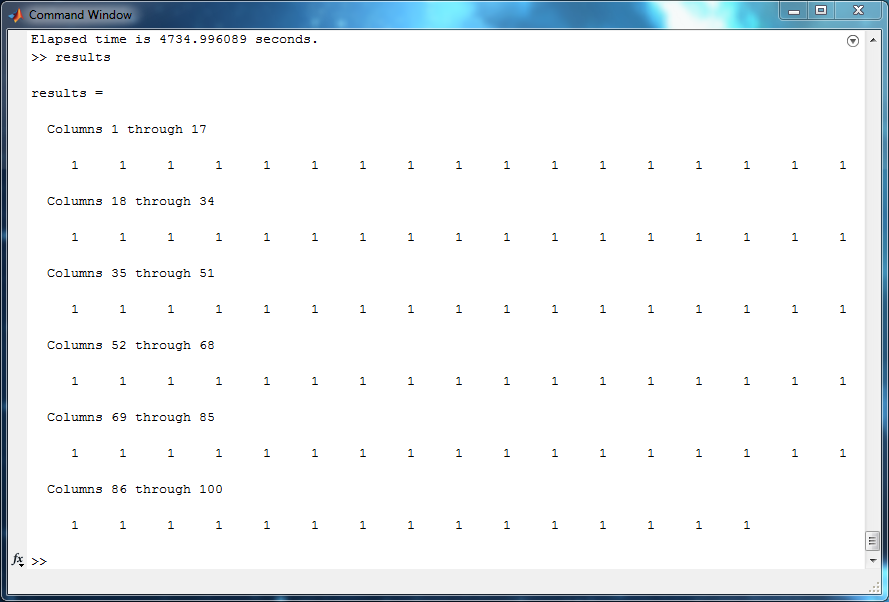 Command Window
Elapsed time is 4734.996089 seconds.
>> results
results =
Columns 1 through 17
1 1 1 1 1 1 1 1 1 1 1 1 1 1 1 1 1
Columns 18 through 34
1 1 1 1 1 1 1 1 1 1 1 1 1 1 1 1 1
Columns 35 through 51
1 1 1 1 1 1 1 1 1 1 1 1 1 1 1 1 1
Columns 52 through 68
1 1 1 1 1 1 1 1 1 1 1 1 1 1 1 1 1
Columns 69 through 85
1 1 1 1 1 1 1 1 1 1 1 1 1 1 1 1 1
Columns 86 through 100
1 1 1 1 1 1 1 1 1 1 1 1 1 1 1
fx >>